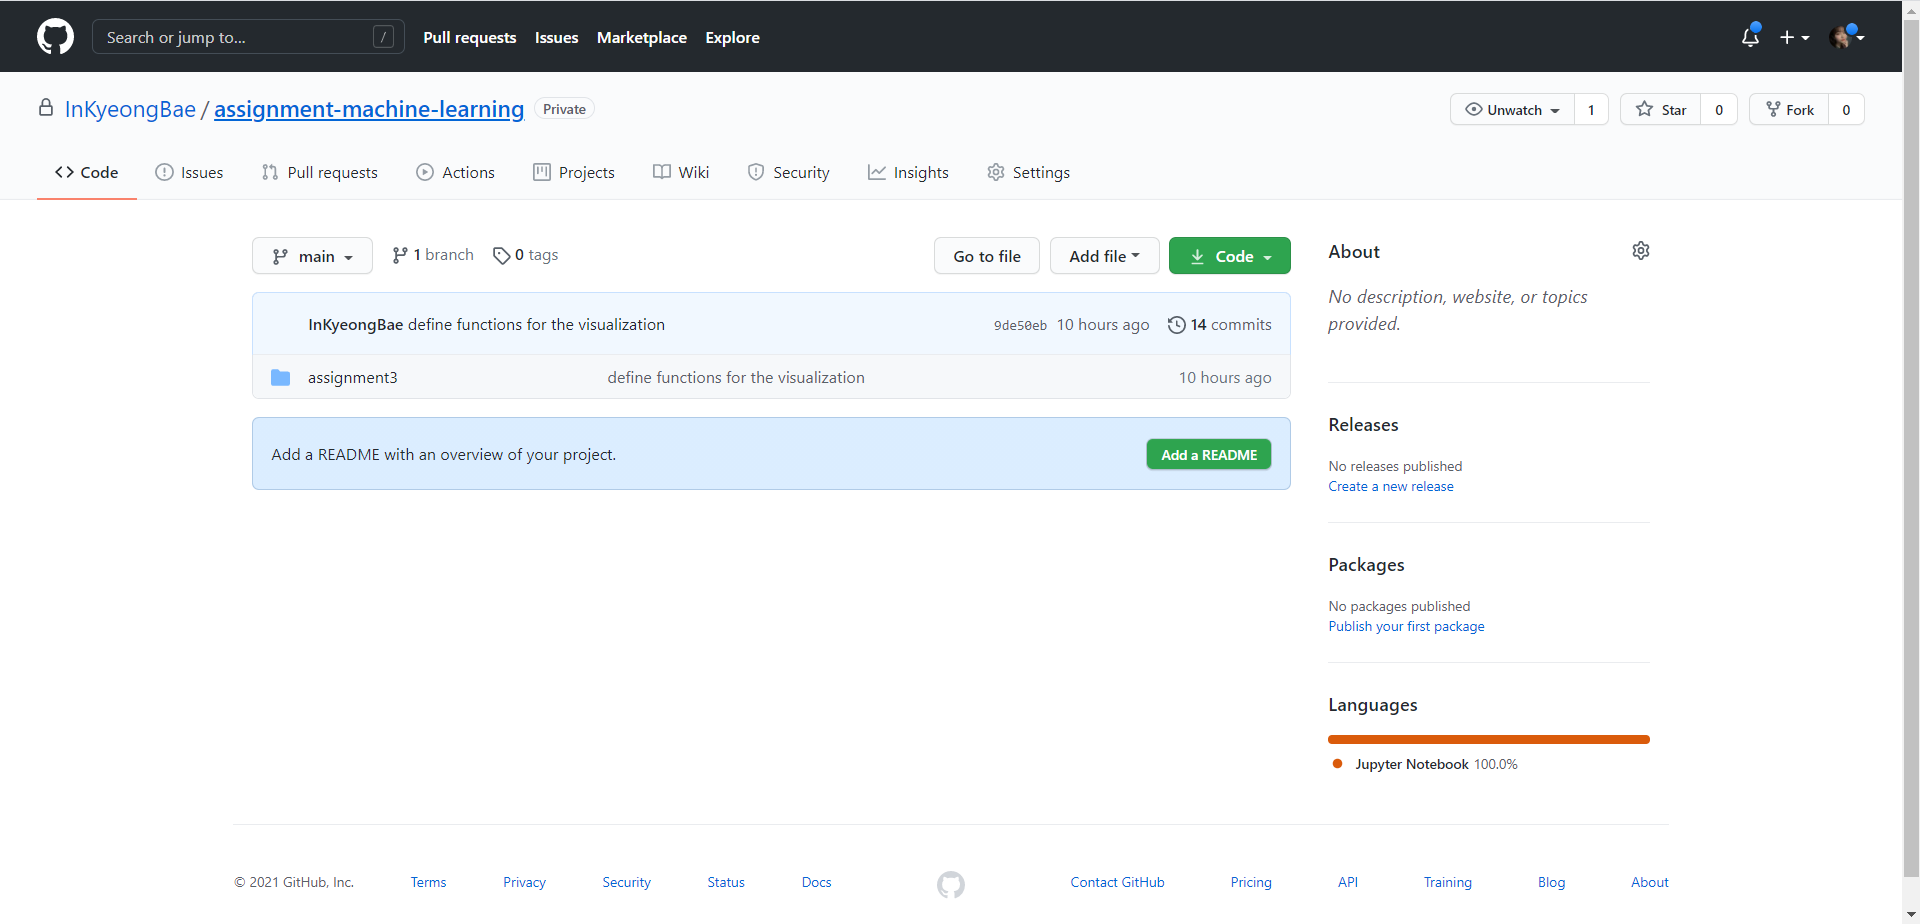 Search or jump to... /
Pull requests Issues Marketplace Explore
InKyeongBae / assignment-machine-learning Private
Unwatch 1 Star 0 Fork 0
Code Issues Pull requests Actions Projects Wiki Security Insights Settings
main 1 branch 0 tags Go to file Add file Code
InKyeongBae define functions for the visualization 9de50eb 10 hours ago 14 commits
assignment3 define functions for the visualization 10 hours ago
Add a README with an overview of your project. Add a README
About
No description, website, or topics
provided.
Releases
No releases published
Create a new release
Packages
No packages published
Publish your first package
Languages
Jupyter Notebook 100.0%
© 2021 GitHub, Inc. Terms Privacy Security Status Docs Contact GitHub Pricing API Training Blog About